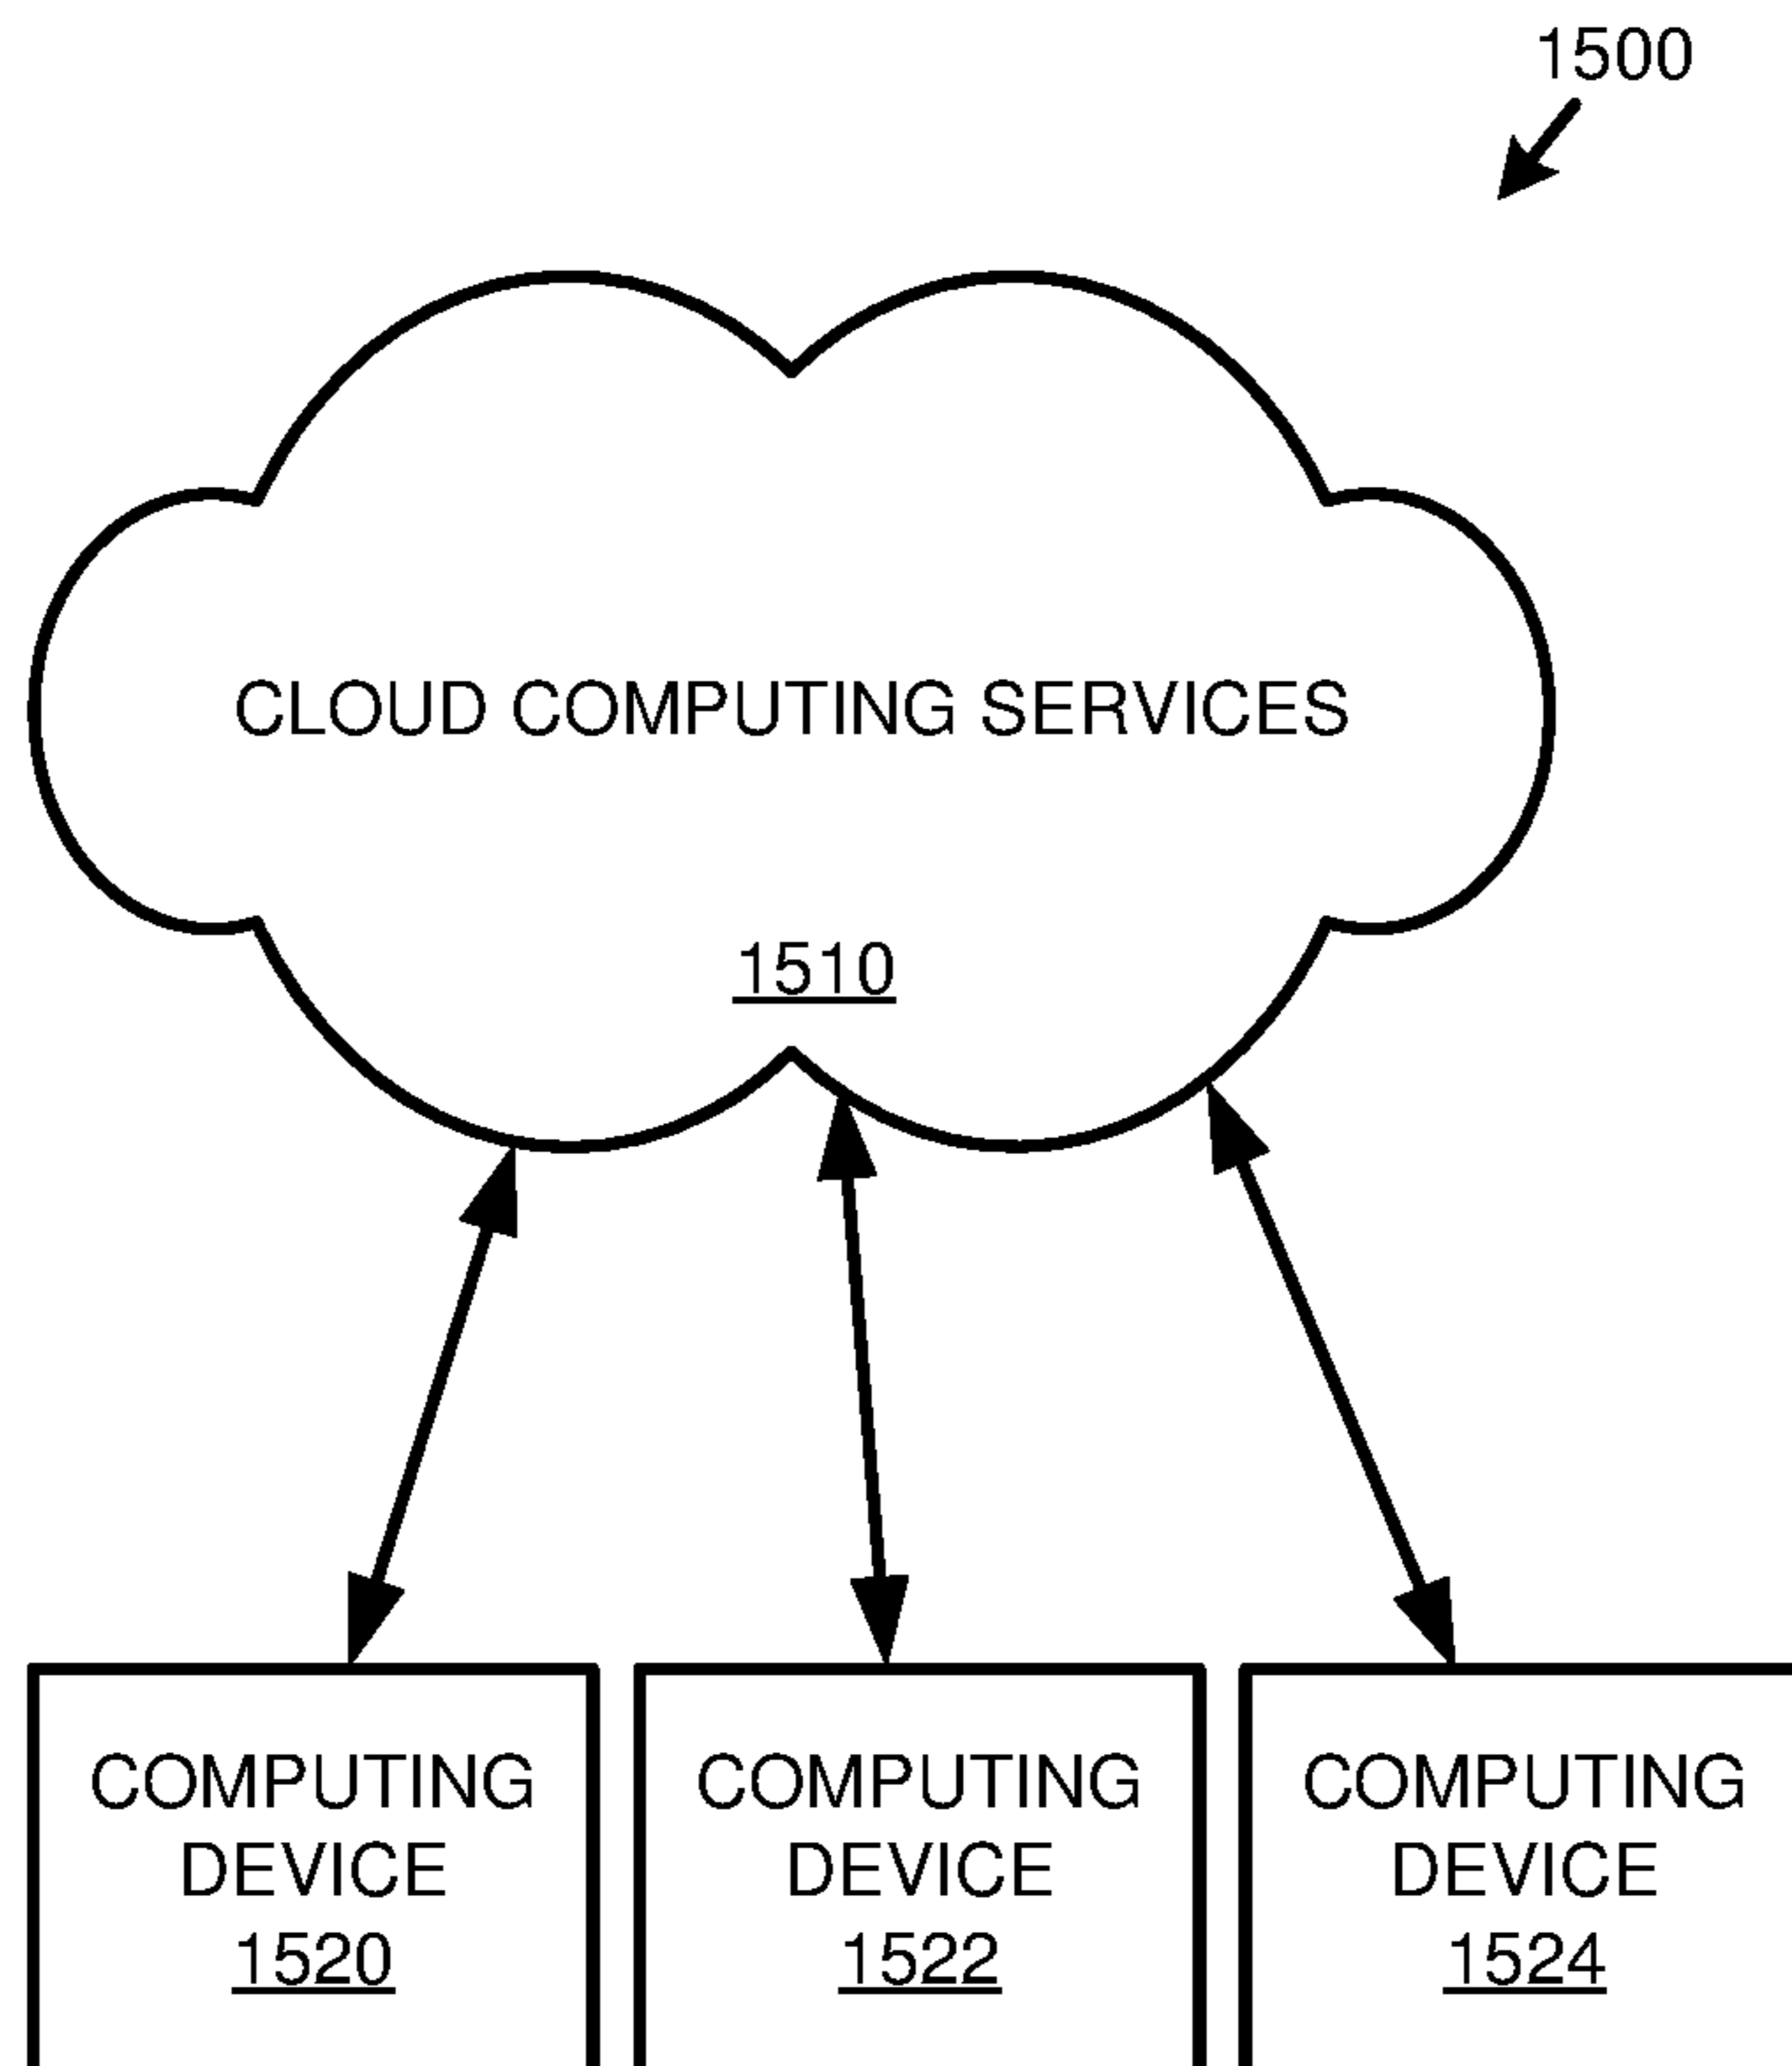 1500
CLOUD COMPUTING SERVICES
1510
COMPUTING
DEVICE
1520
COMPUTING
DEVICE
1522
COMPUTING
DEVICE
1524